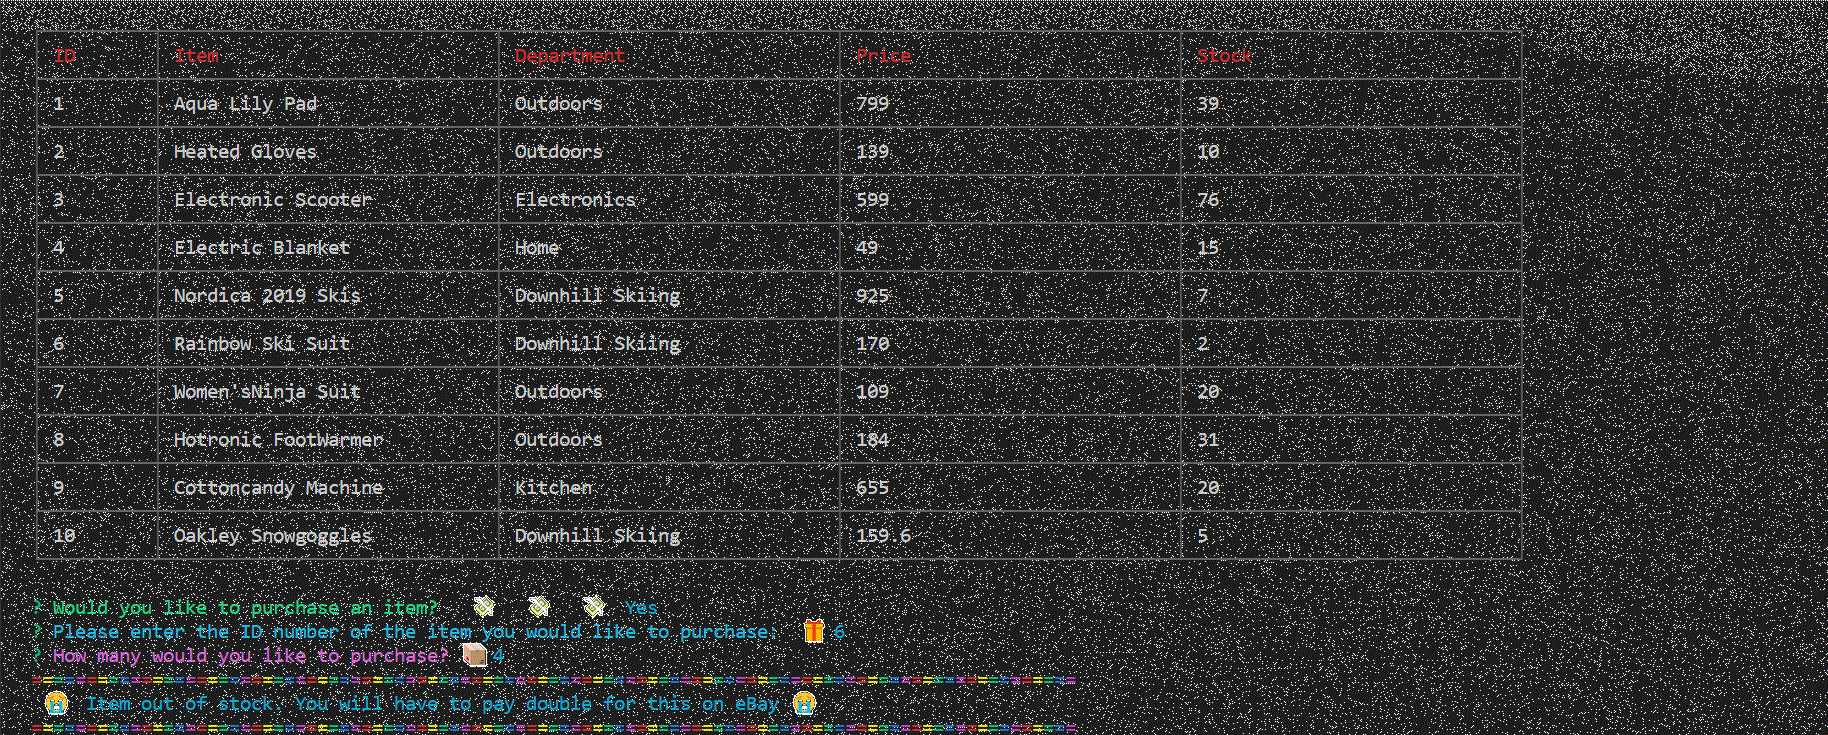 ID Item Department Price Stock
1 Aqua Lily Pad Outdoors 799 39
2 Heated Gloves Outdoors 139 10
3 Electronic Scooter Electronics 599 76
4 Electric Blanket Home 49 15
5 Nordica 2019 Skis Downhill Skiing 925 7
6 Rainbow Ski Suit Downhill Skiing 170 2
7 Women'sNinja Suit Outdoors 109 20
8 Hotronic FootWarmer Outdoors 184 31
9 Cottoncandy Machine Kitchen 655 20
10 Oakley Snowgoggles Downhill Skiing 159.6 5
? Would you like to purchase an item? 💸 💸 💸 Yes
? Please enter the ID number of the item you would like to purchase: 🎁 6
? How many would you like to purchase? 📦 4
😭 Item out of stock. You will have to pay double for this on eBay 😭